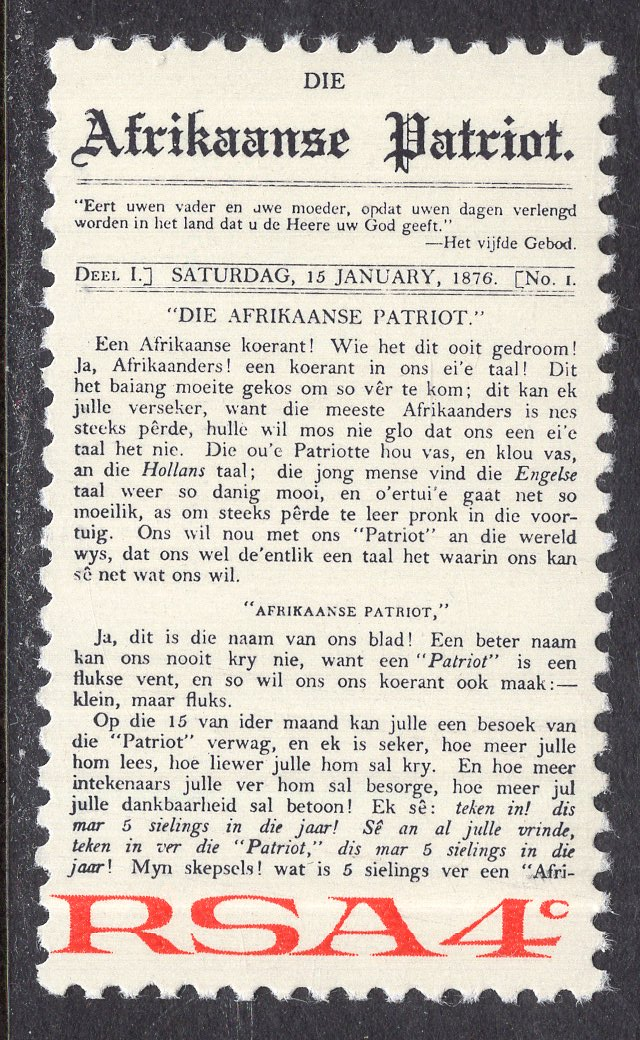 DIE
Afrikaanse Patriot.
“Eert uwen vader en uwe moeder, opdat uwen dagen verlengd
worden in het land dat u de Heere uw God geeft.”
—Het vijfde Gebod.
DEEL I.] SATURDAG, 15 JANUARY, 1876. [NO. 1.
“DIE AFRIKAANSE PATRIOT.”
Een Afrikaanse koerant! Wie het dit ooit gedroom!
Ja, Afrikaanders! een koerant in ons ei’e taal! Dit
het baiang moeite gekos om so vêr te kom; dit kan ek
julle verseker, want die meeste Afrikaanders is nes
steeks pêrde, hulle wil mos nie glo dat ons een ei’e
taal het nie. Die ou’e Patriotte hou vas, en klou vas,
an die Hollans taal; die jong mense vind die Engelse
taal weer so danig mooi, en o’ertui’e gaat net so
moeilik, as om steeks pêrde te leer pronk in die voor-
tuig. Ons wil nou met ons “Patriot” an die wereld
wys, dat ons wel de’entlik een taal het waarin ons kan
sê net wat ons wil.
“AFRIKAANSE PATRIOT,”
Ja, dit is die naam van ons blad! Een beter naam
kan ons nooit kry nie, want een “Patriot” is een
flukse vent, en so wil ons ons koerant ook maak:—
klein, maar fluks.
Op die 15 van ider maand kan julle een besoek van
die “Patriot” verwag, en ek is seker, hoe meer julle
hom lees, hoe liewer julle hom sal kry. En hoe meer
intekenaars julle ver hom sal besorge, hoe meer jul
julle dankbaarheid sal betoon! Ek sê: teken in! dis
mar 5 sielings in die jaar! Sê an al julle vrinde,
teken in ver die “Patriot,” dis mar 5 sielings in die
jaar! Myn skepsels! wat is 5 sielings ver een “Afri-
RSA 4c